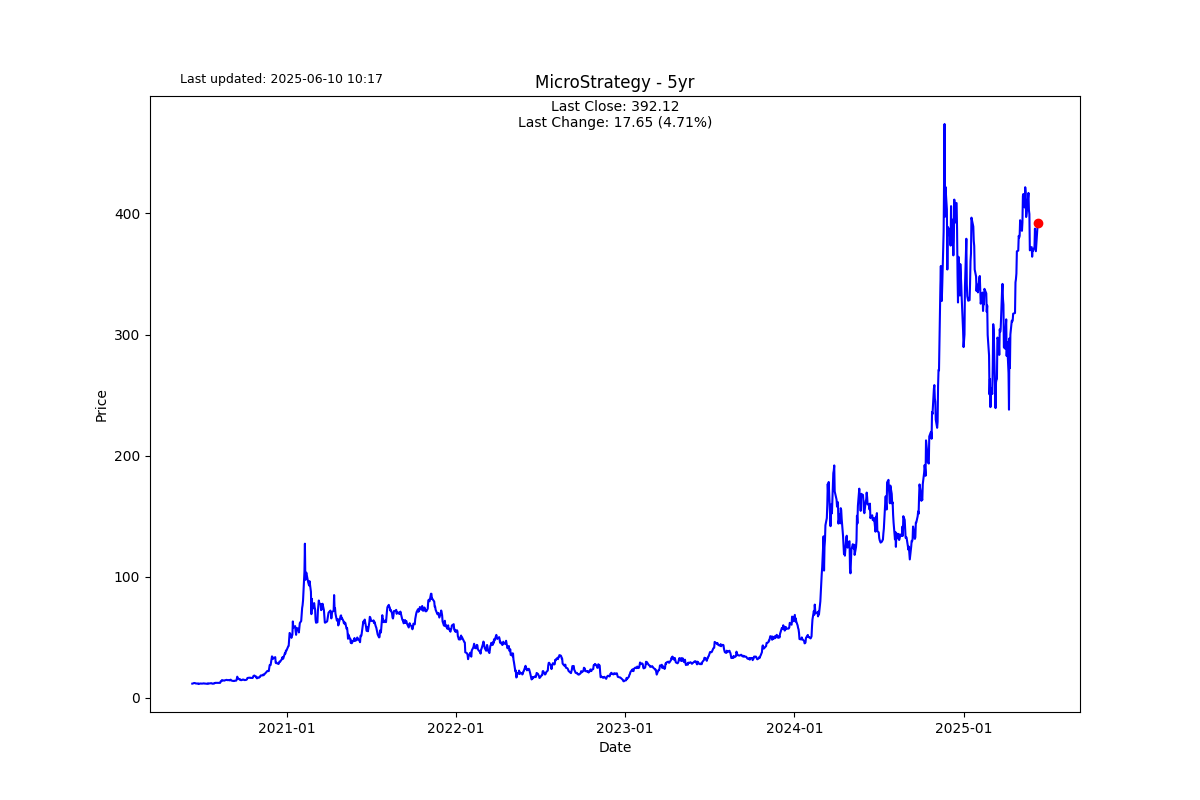 Last updated: 2025-06-10 10:17
MicroStrategy - 5yr
Last Close: 392.12
Last Change: 17.65 (4.71%)
400
300
200
100
0
Price
2021-01
2022-01
2023-01
2024-01
2025-01
Date